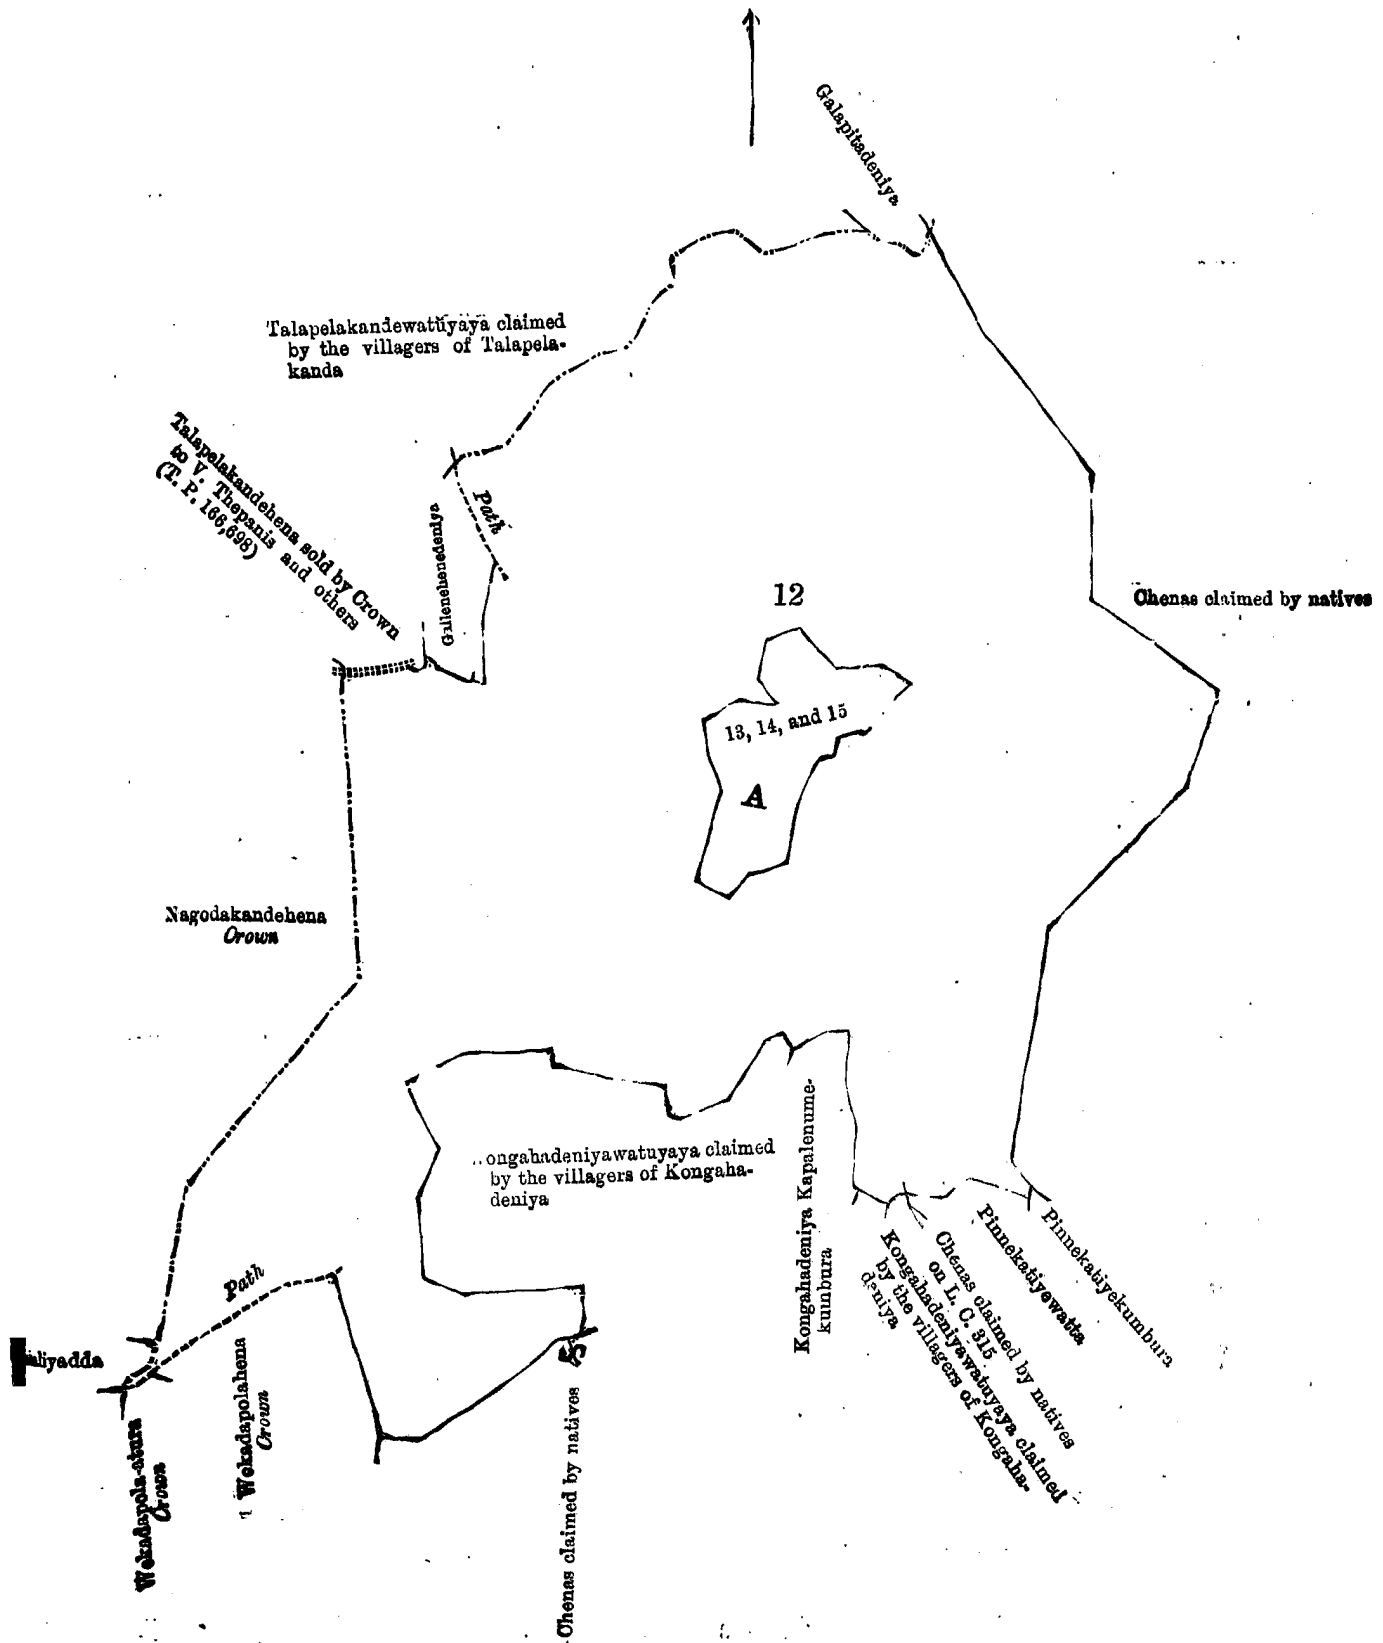 Galapitadeniya
Talapelakandewatuyaya claimed
by the villagers of Talapela-
kanda
Talapelakandehena sold by Crown
to V. Thepanis and others
(T. P. 166,698)
Path
12
Chenas claimed by natives
13, 14, and 15
A
Nagodakandehena
Crown
ongahadeniyawatuyaya claimed
by the villagers of Kongaha-
deniya
Kongahadeniya Kapalenume-
kumbura
Pinnekatiyekumbura
Pinnekatiyewatta
Chenas claimed by natives
on L. C. 315
Kongahadeniyawatuyaya claimed
by the villagers of Kongaha-
deniya
Path
liyadda
Wekadapola-atura
Crown
Wekadapolahena
Crown
Chenas claimed by natives